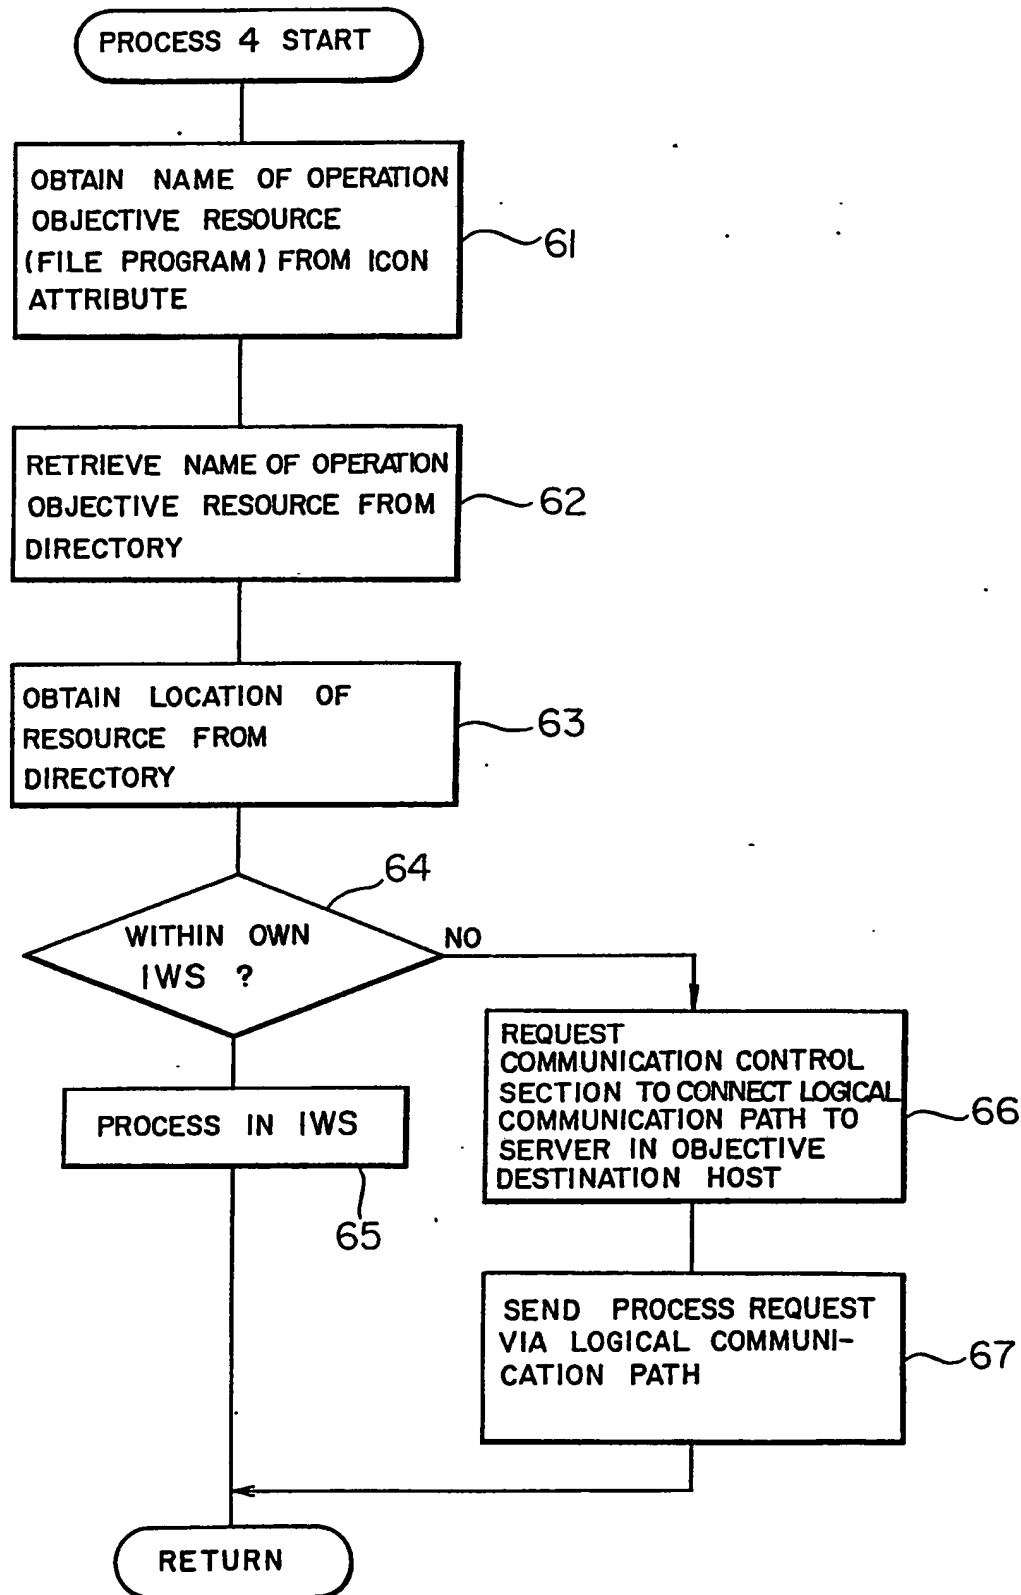 PROCESS 4 START
OBTAIN NAME OF OPERATION
OBJECTIVE RESOURCE
(FILE PROGRAM) FROM ICON
ATTRIBUTE
61
RETRIEVE NAME OF OPERATION
OBJECTIVE RESOURCE FROM
DIRECTORY
62
OBTAIN LOCATION OF
RESOURCE FROM
DIRECTORY
63
64
WITHIN OWN
IWS ?
NO
PROCESS IN IWS
65
REQUEST
COMMUNICATION CONTROL
SECTION TO CONNECT LOGICAL
COMMUNICATION PATH TO
SERVER IN OBJECTIVE
DESTINATION HOST
66
SEND PROCESS REQUEST
VIA LOGICAL COMMUNI-
CATION PATH
67
RETURN